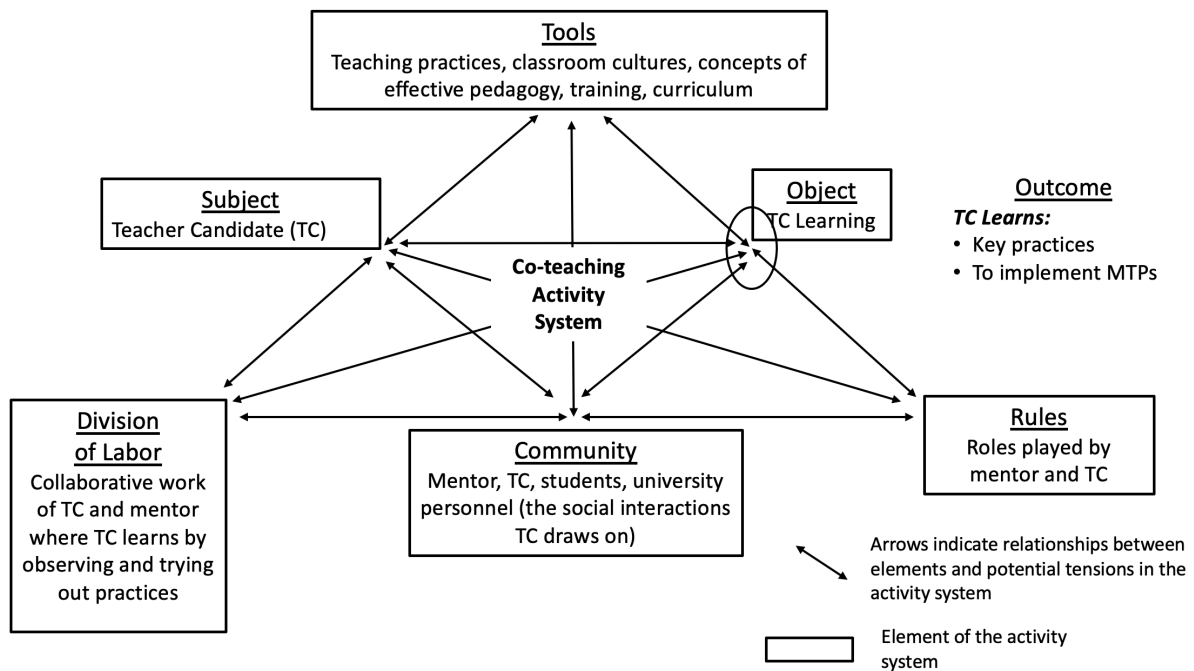 Tools
Teaching practices, classroom cultures, concepts of
effective pedagogy, training, curriculum
Subject
Teacher Candidate (TC)
Object
TC Learning
Outcome
TC Learns:
• Key practices
• To implement MTPs
Co-teaching
Activity
System
Division
of Labor
Collaborative work
of TC and mentor
where TC learns by
observing and trying
out practices
Community
Mentor, TC, students, university
personnel (the social interactions
TC draws on)
Rules
Roles played by
mentor and TC
Arrows indicate relationships between
elements and potential tensions in the
activity system
Element of the activity
system